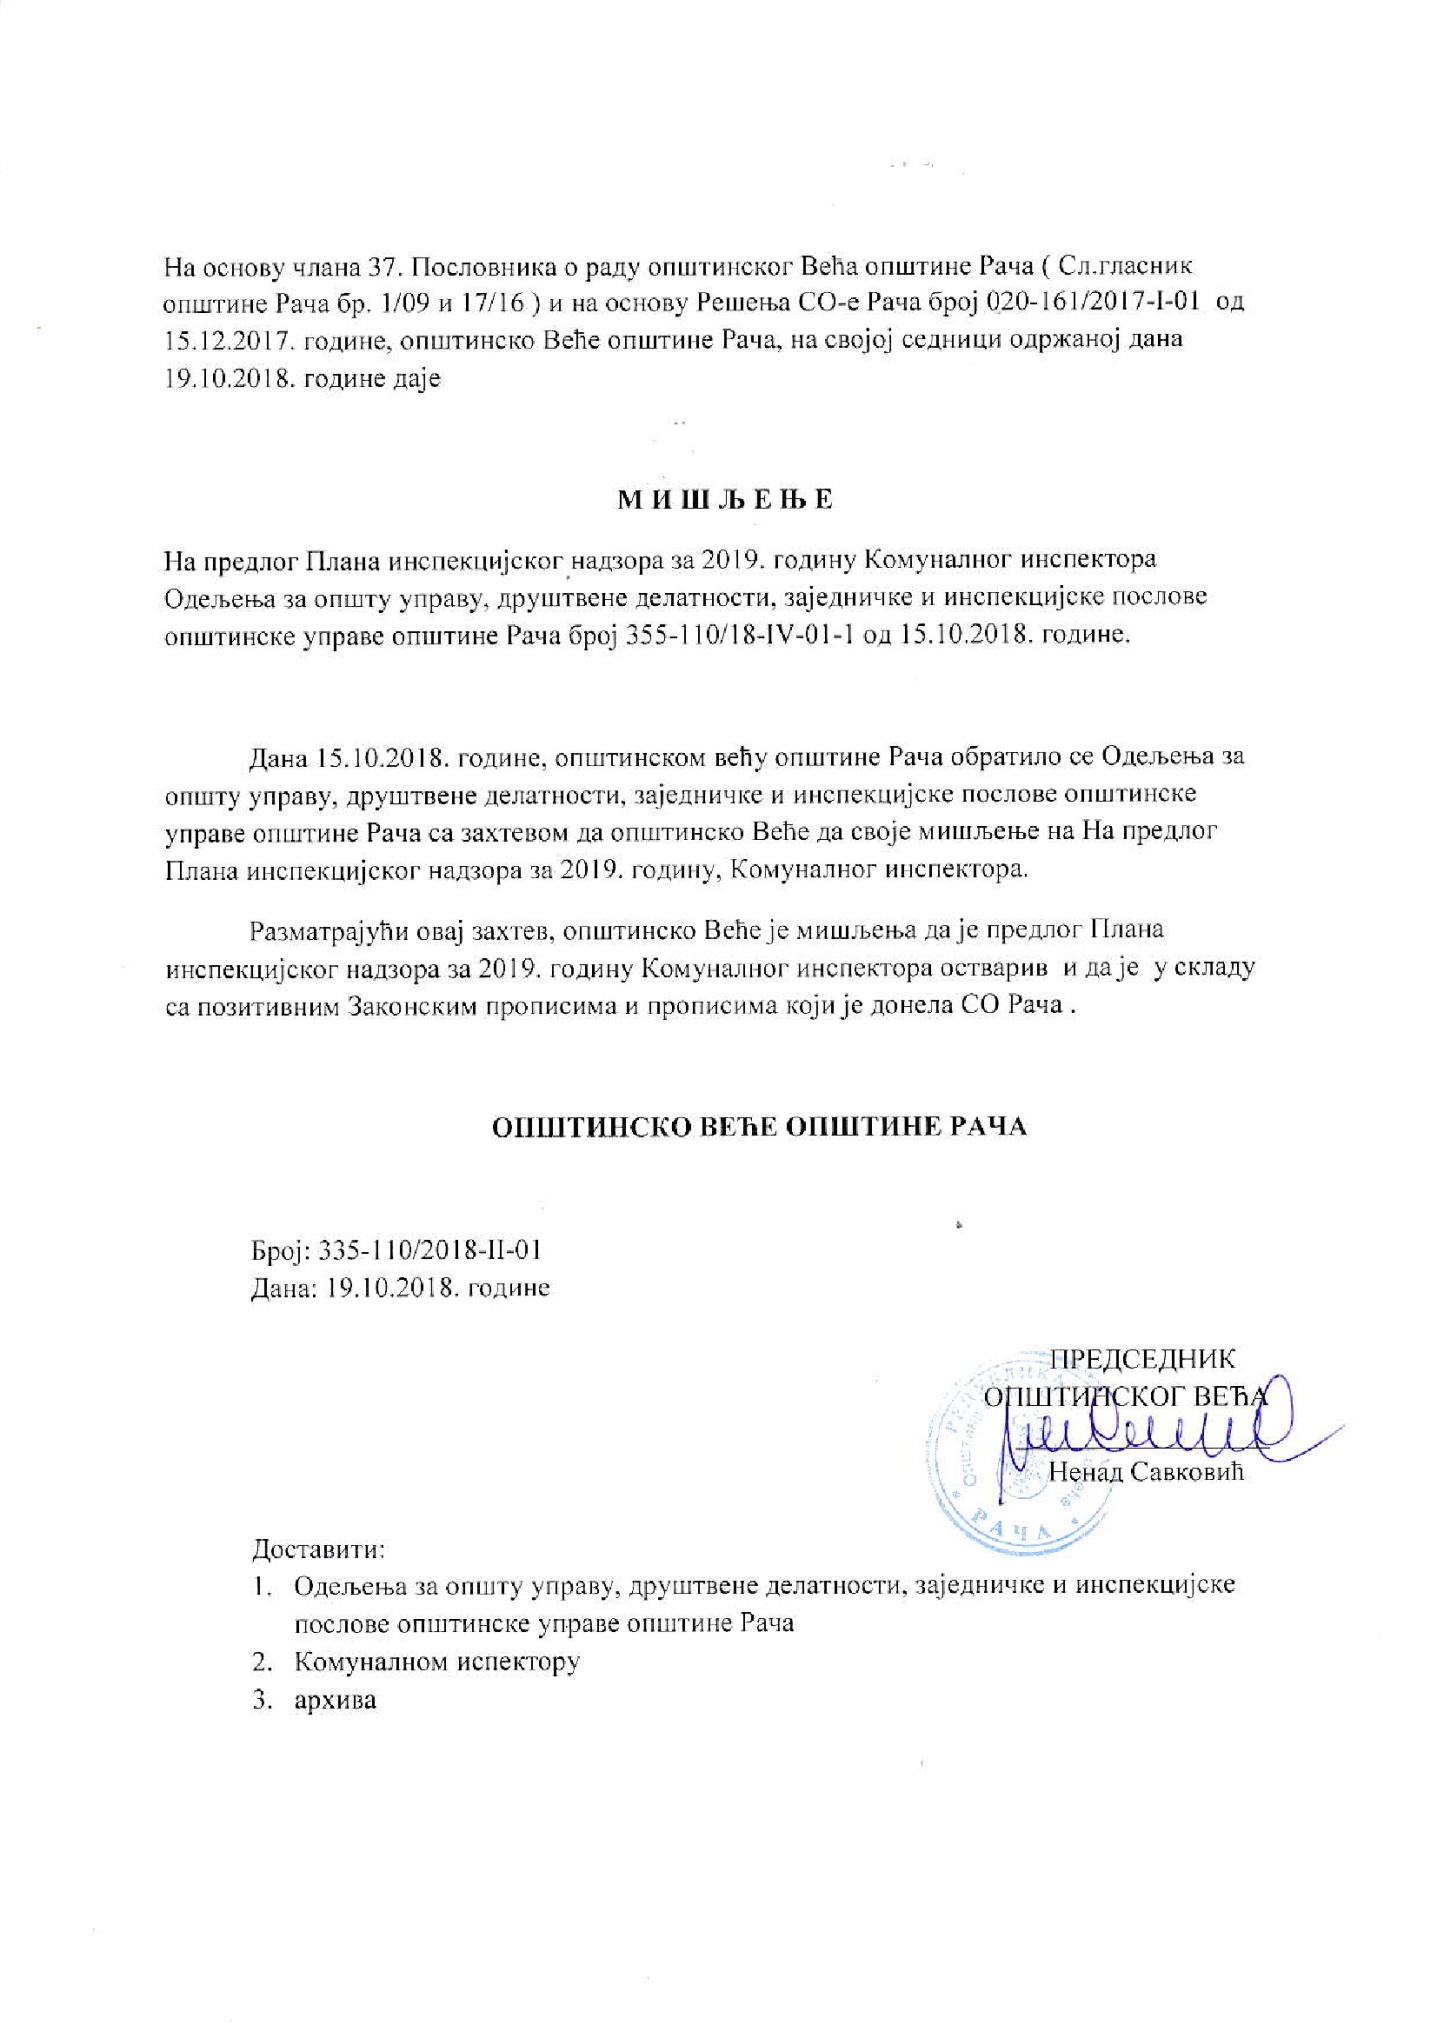 На основу члана 37. Пословника о раду општинског Већа општине Рача ( Сл.гласник
општине Рача бр. 1/09 и 17/16 ) и на основу Решења СО-е Рача број 020-161/2017-I-01 од
15.12.2017. године, општинско Веће општине Рача, на својој седници одржаној дана
19.10.2018. године даје
М И Ш Љ Е Њ Е
На предлог Плана инспекцијског надзора за 2019. годину Комуналног инспектора
Одељења за општу управу, друштвене делатности, заједничке и инспекцијске послове
општинске управе општине Рача број 355-110/18-IV-01-1 од 15.10.2018. године.
Дана 15.10.2018. године, општинском већу општине Рача обратило се Одељења за
општу управу, друштвене делатности, заједничке и инспекцијске послове општинске
управе општине Рача са захтевом да општинско Веће да своје мишљење на На предлог
Плана инспекцијског надзора за 2019. годину, Комуналног инспектора.
Разматрајући овај захтев, општинско Веће је мишљења да је предлог Плана
инспекцијског надзора за 2019. годину Комуналног инспектора остварив и да је у складу
са позитивним Законским прописима и прописима који је донела СО Рача .
ОПШТИНСКО ВЕЋЕ ОПШТИНЕ РАЧА
Број: 335-110/2018-II-01
Дана: 19.10.2018. године
ПРЕДСЕДНИК
ОПШТИНСКОГ ВЕЋА
Ненад Савковић
РЕПУБЛИКА
РАЧА
Доставити:
1. Одељења за општу управу, друштвене делатности, заједничке и инспекцијске
послове општинске управе општине Рача
2. Комуналном испектору
3. архива